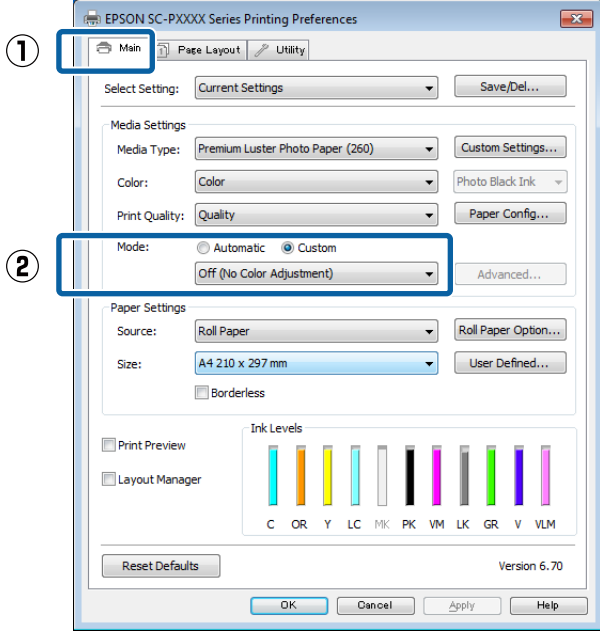 EPSON SC-PXXXX Series Printing Preferences
①
Main Page Layout Utility
Select Setting: Current Settings Save/Del...
Media Settings
Media Type: Premium Luster Photo Paper (260) Custom Settings...
Color: Color Photo Black Ink
Print Quality: Quality Paper Config...
②
Mode: Automatic Custom
Off (No Color Adjustment) Advanced...
Paper Settings
Source: Roll Paper Roll Paper Option...
Size: A4 210 x 297 mm User Defined...
Borderless
Ink Levels
Print Preview
Layout Manager
C OR Y LC MK PK VM LK GR V VLM
Reset Defaults Version 6.70
OK Cancel Apply Help